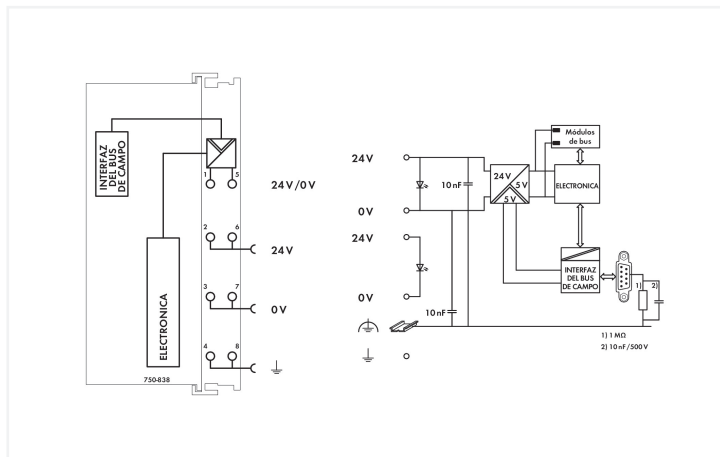 INTERFAZ
DEL BUS
DE CAMPO
1
5
24 V/0 V
2
6
24 V
3
7
0 V
ELECTRONICA
4
8
750-838
24 V
0 V
24 V
0 V
10 nF
10 nF
24 V
5 V
5 V
Módulos
de bus
ELECTRONICA
INTERFAZ
DEL BUS
DE CAMPO
1)
2)
1) 1 MΩ
2) 10 nF/500 V